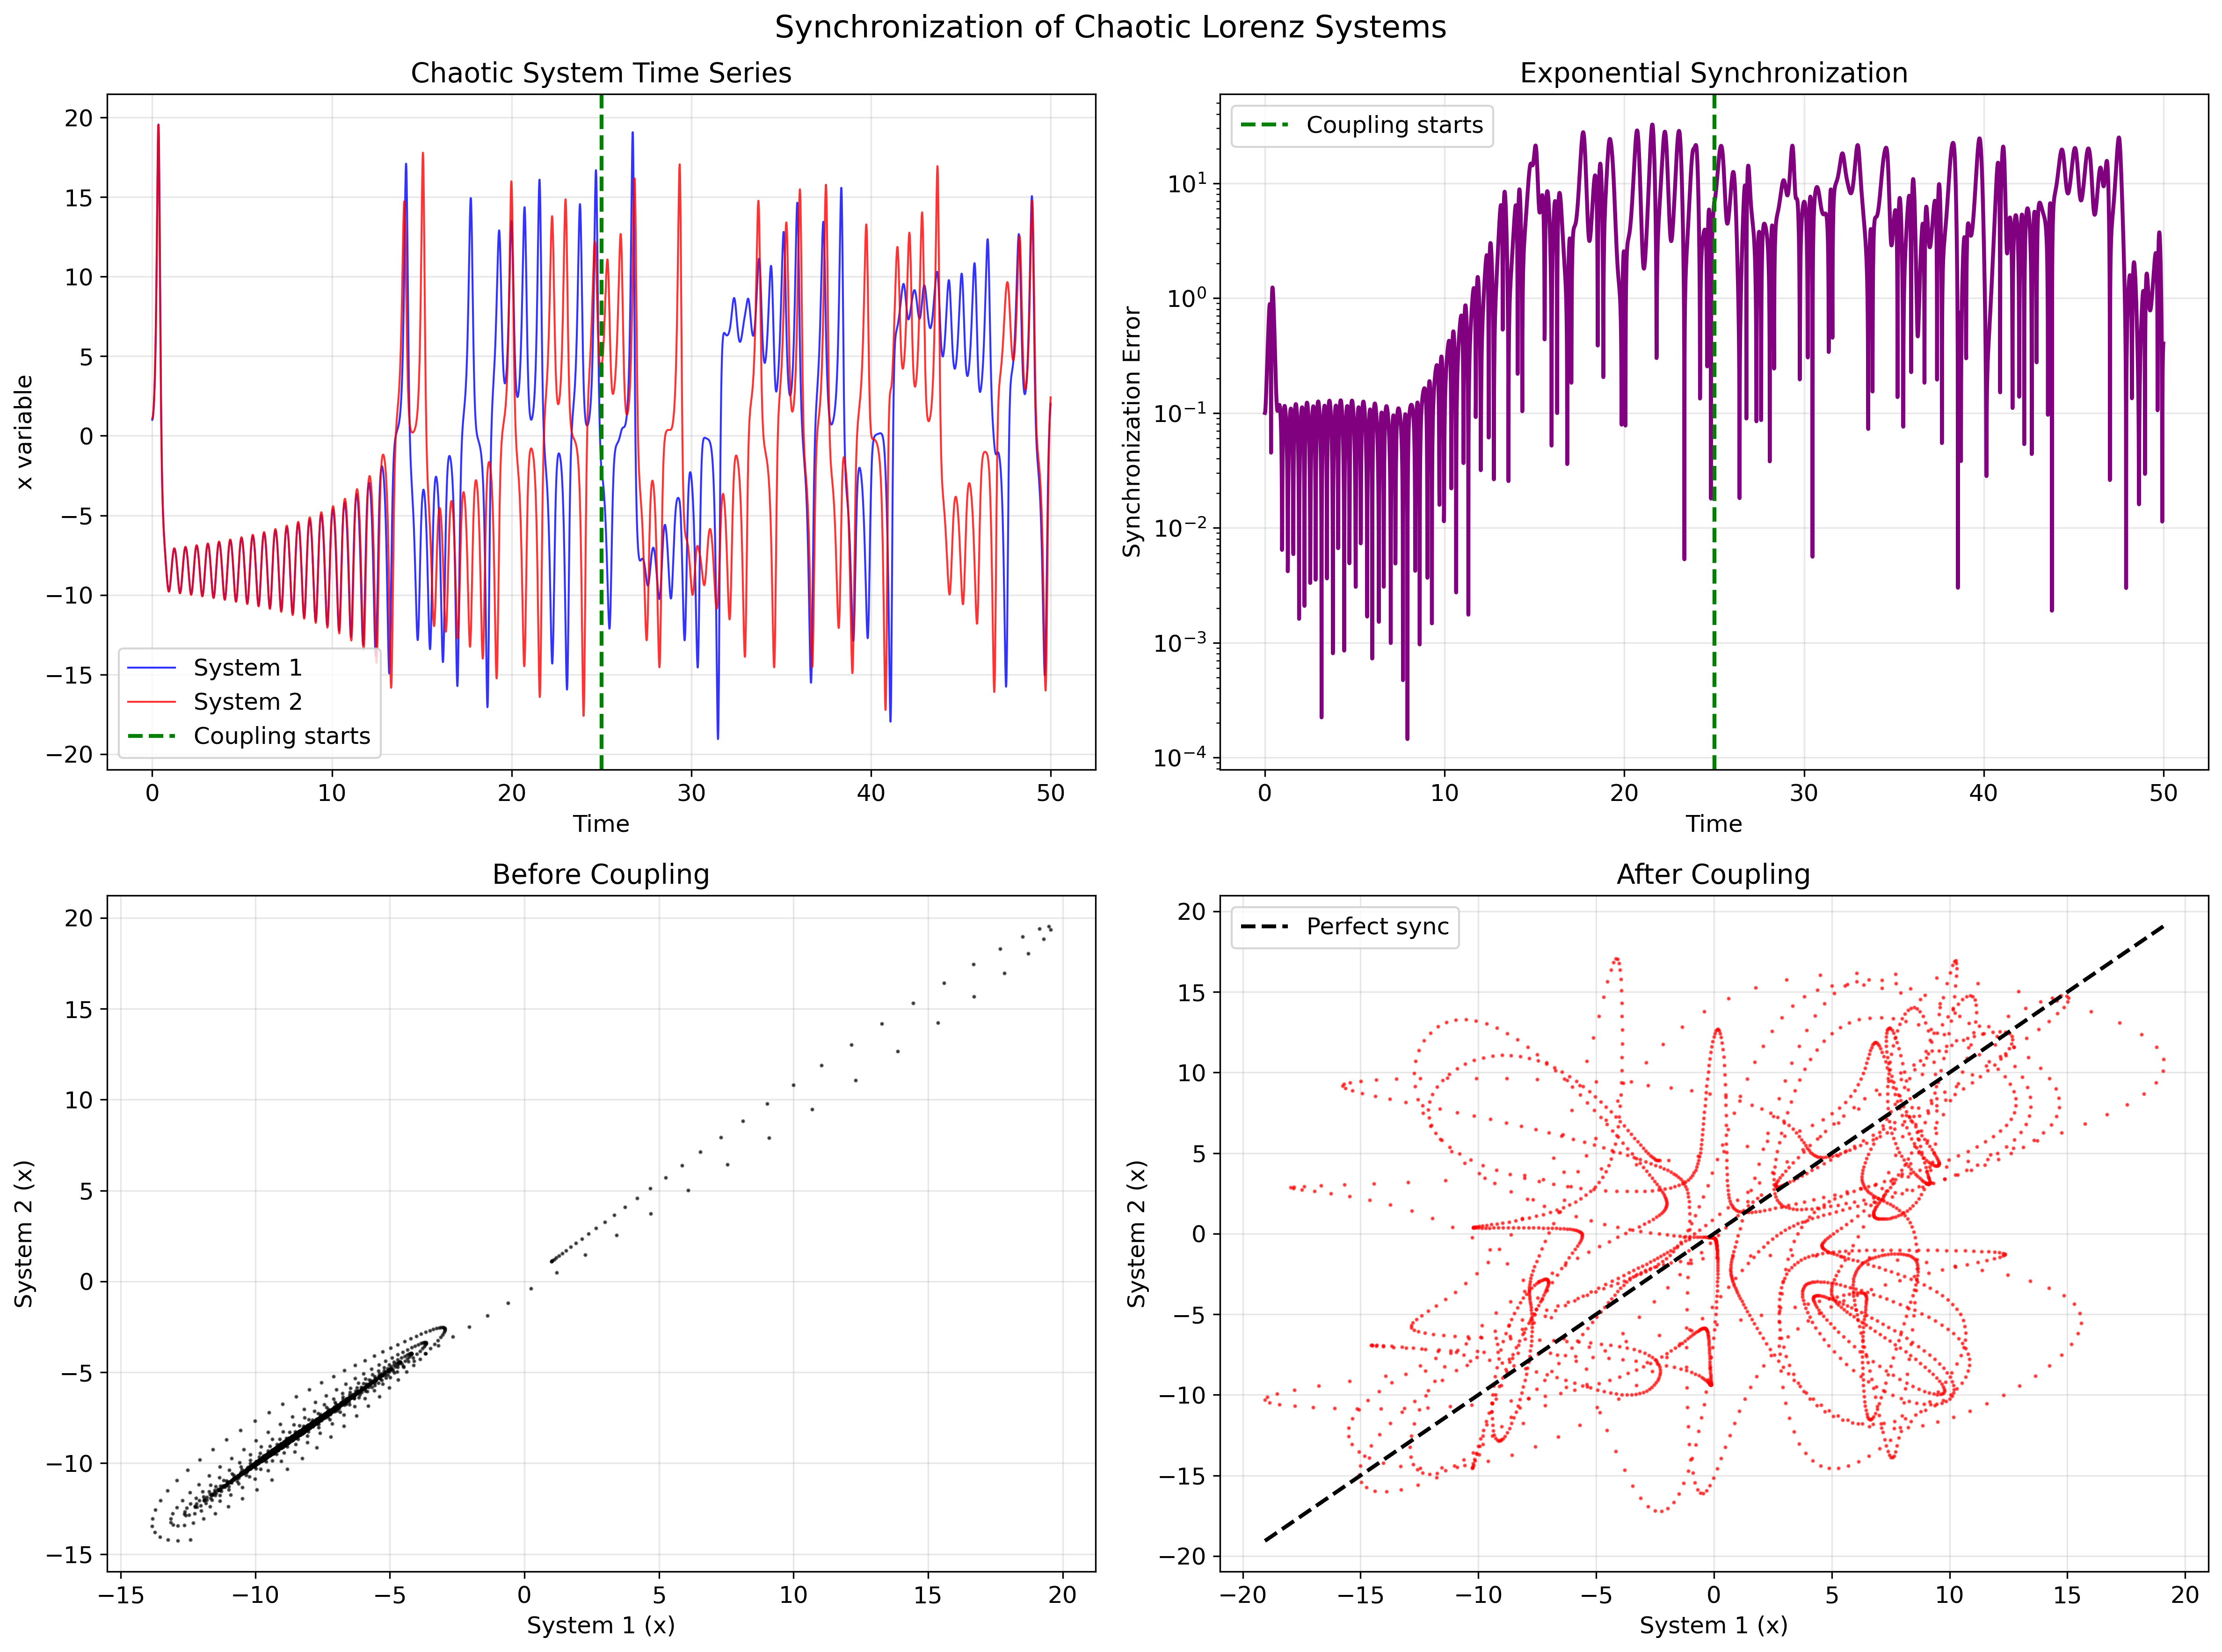 Synchronization of Chaotic Lorenz Systems
Chaotic System Time Series
x variable
20
15
10
5
0
−5
−10
−15
−20
System 1
System 2
Coupling starts
0 10 20 30 40 50
Time
Exponential Synchronization
Coupling starts
Synchronization Error
10¹
10⁰
10⁻¹
10⁻²
10⁻³
10⁻⁴
0 10 20 30 40 50
Time
Before Coupling
System 2 (x)
20
15
10
5
0
−5
−10
−15
−15 −10 −5 0 5 10 15 20
System 1 (x)
After Coupling
Perfect sync
System 2 (x)
20
15
10
5
0
−5
−10
−15
−20
−20 −15 −10 −5 0 5 10 15 20
System 1 (x)